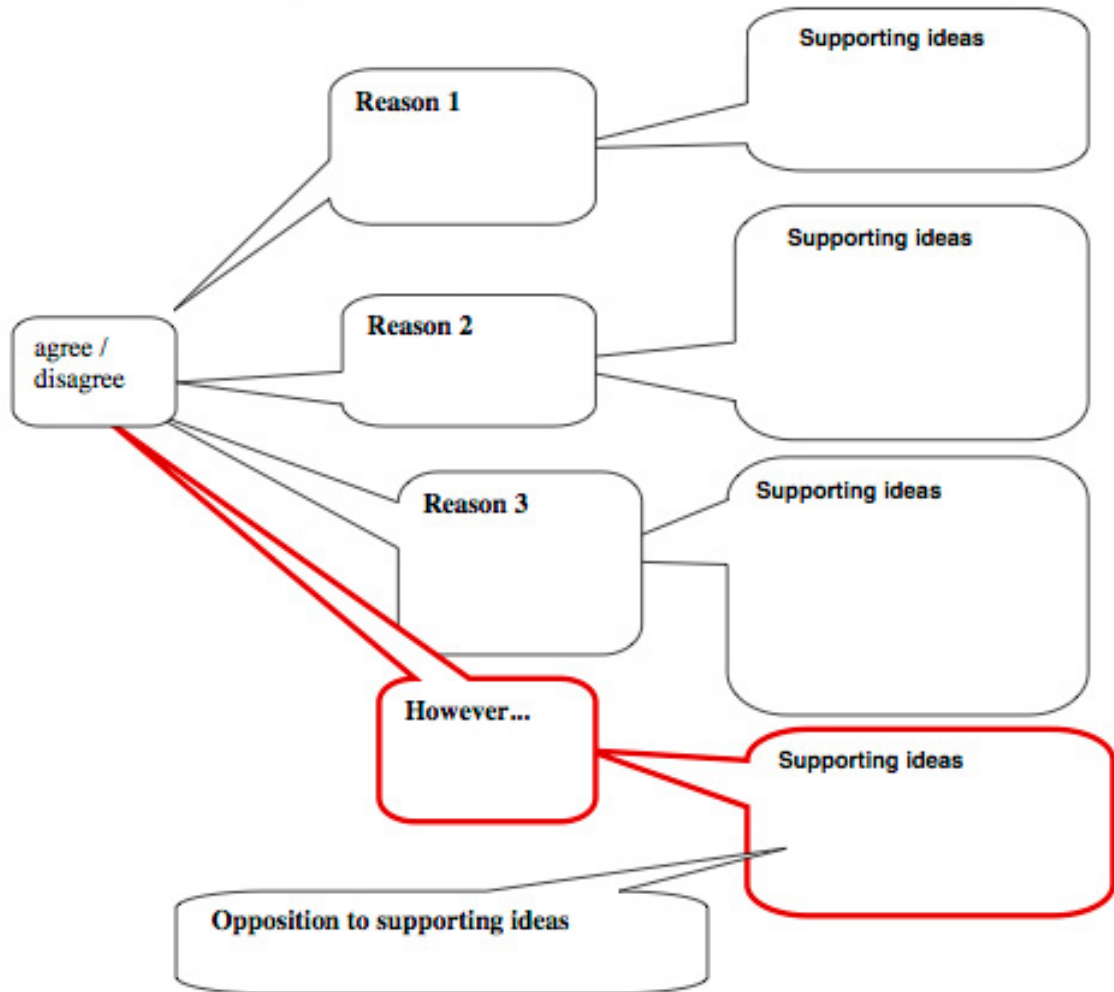 Supporting ideas
Reason 1
Supporting ideas
Reason 2
agree /
disagree
Supporting ideas
Reason 3
However...
Supporting ideas
Opposition to supporting ideas